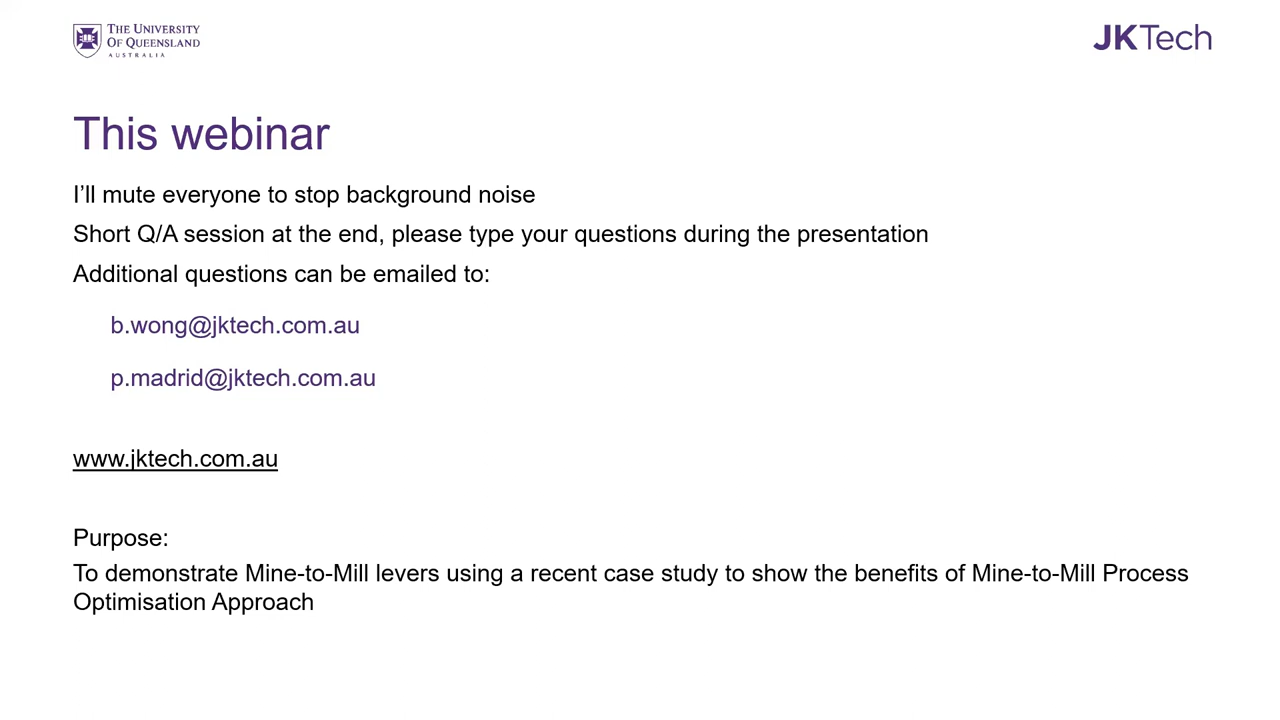 THE UNIVERSITY
OF QUEENSLAND
AUSTRALIA
JKTech
This webinar
I’ll mute everyone to stop background noise
Short Q/A session at the end, please type your questions during the presentation
Additional questions can be emailed to:
b.wong@jktech.com.au
p.madrid@jktech.com.au
www.jktech.com.au
Purpose:
To demonstrate Mine-to-Mill levers using a recent case study to show the benefits of Mine-to-Mill Process
Optimisation Approach